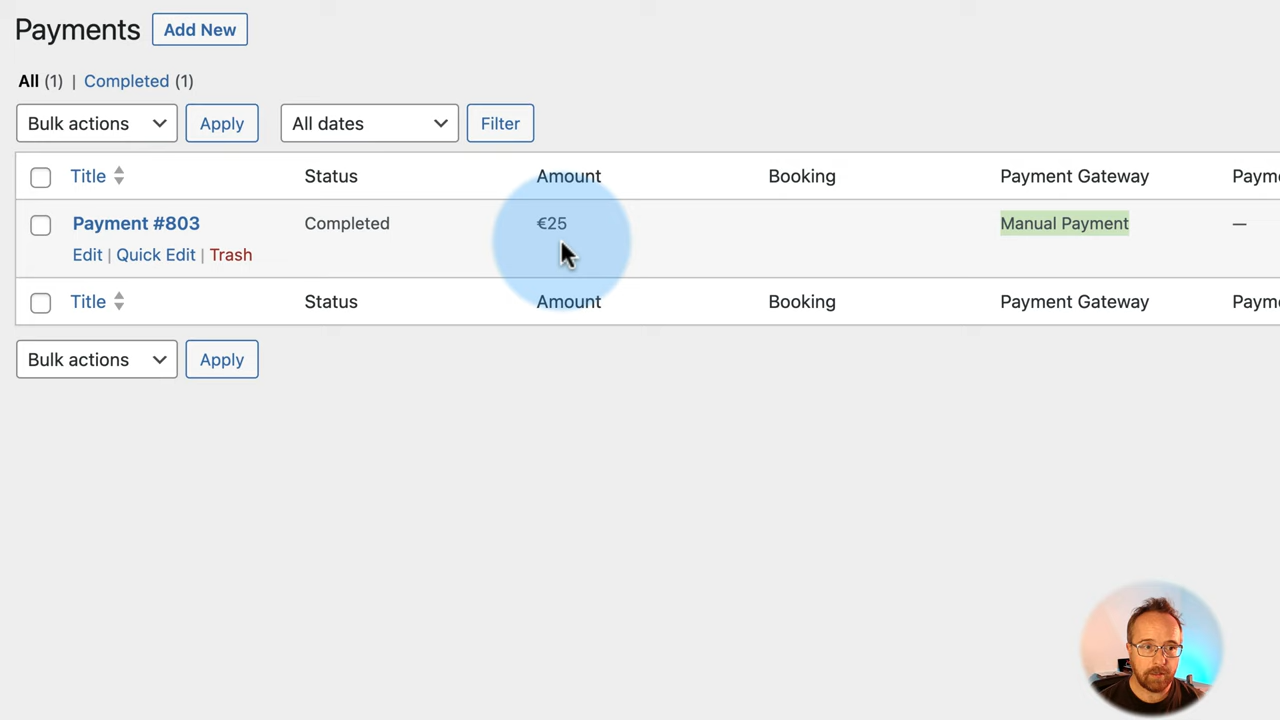 Payments Add New
All (1) | Completed (1)
Bulk actions Apply All dates Filter
Title Status Amount Booking Payment Gateway
Payment #803 Completed €25 Manual Payment —
Edit | Quick Edit | Trash
Title Status Amount Booking Payment Gateway
Bulk actions Apply